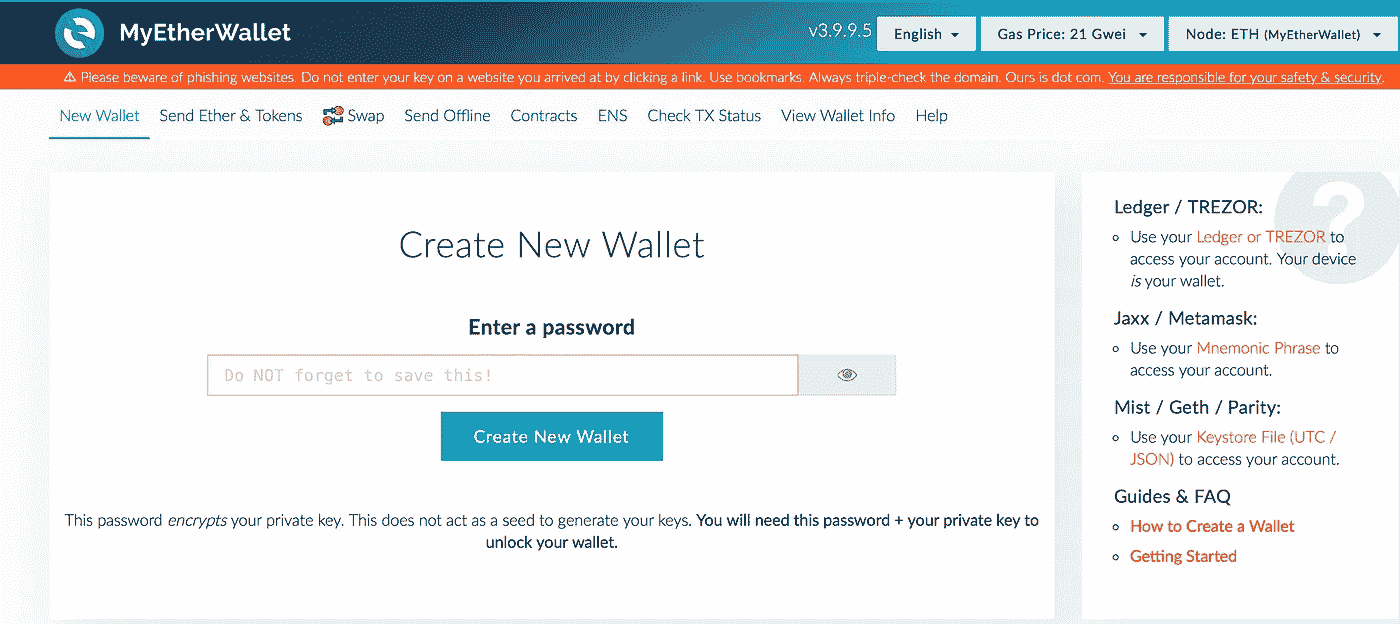 MyEtherWallet
v3.9.9.5
English
Gas Price: 21 Gwei
Node: ETH (MyEtherWallet)
Please beware of phishing websites. Do not enter your key on a website you arrived at by clicking a link. Use bookmarks. Always triple-check the domain. Ours is dot com. You are responsible for your safety & security.
New Wallet
Send Ether & Tokens
Swap
Send Offline
Contracts
ENS
Check TX Status
View Wallet Info
Help
Create New Wallet
Enter a password
Do NOT forget to save this!
Create New Wallet
This password encrypts your private key. This does not act as a seed to generate your keys. You will need this password + your private key to
unlock your wallet.
?
Ledger / TREZOR:
Use your Ledger or TREZOR to
access your account. Your device
is your wallet.
Jaxx / Metamask:
Use your Mnemonic Phrase to
access your account.
Mist / Geth / Parity:
Use your Keystore File (UTC /
JSON) to access your account.
Guides & FAQ
How to Create a Wallet
Getting Started